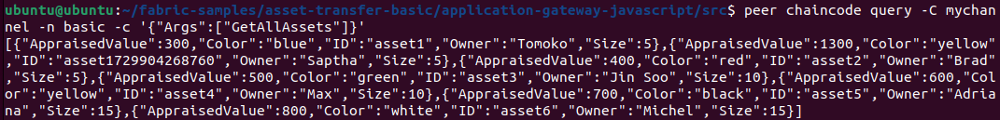 ubuntu@ubuntu:~/fabric-samples/asset-transfer-basic/application-gateway-javascript/src$ peer chaincode query -C mychan
nel -n basic -c '{"Args":["GetAllAssets"]}'
[{"AppraisedValue":300,"Color":"blue","ID":"asset1","Owner":"Tomoko","Size":5},{"AppraisedValue":1300,"Color":"yellow"
,"ID":"asset1729904268760","Owner":"Saptha","Size":5},{"AppraisedValue":400,"Color":"red","ID":"asset2","Owner":"Brad"
,"Size":5},{"AppraisedValue":500,"Color":"green","ID":"asset3","Owner":"Jin Soo","Size":10},{"AppraisedValue":600,"Col
or":"yellow","ID":"asset4","Owner":"Max","Size":10},{"AppraisedValue":700,"Color":"black","ID":"asset5","Owner":"Adria
na","Size":15},{"AppraisedValue":800,"Color":"white","ID":"asset6","Owner":"Michel","Size":15}]